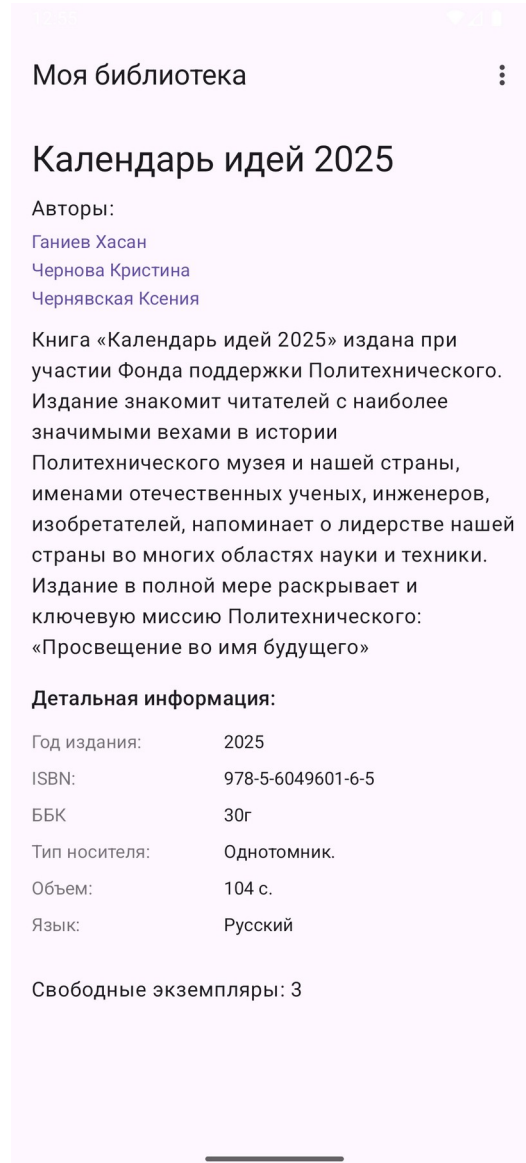 Моя библиотека
Календарь идей 2025
Авторы:
Ганиев Хасан
Чернова Кристина
Чернявская Ксения
Книга «Календарь идей 2025» издана при
участии Фонда поддержки Политехнического.
Издание знакомит читателей с наиболее
значимыми вехами в истории
Политехнического музея и нашей страны,
именами отечественных ученых, инженеров,
изобретателей, напоминает о лидерстве нашей
страны во многих областях науки и техники.
Издание в полной мере раскрывает и
ключевую миссию Политехнического:
«Просвещение во имя будущего»
Детальная информация:
Год издания: 2025
ISBN: 978-5-6049601-6-5
ББК 30г
Тип носителя: Однотомник.
Объем: 104 с.
Язык: Русский
Свободные экземпляры: 3